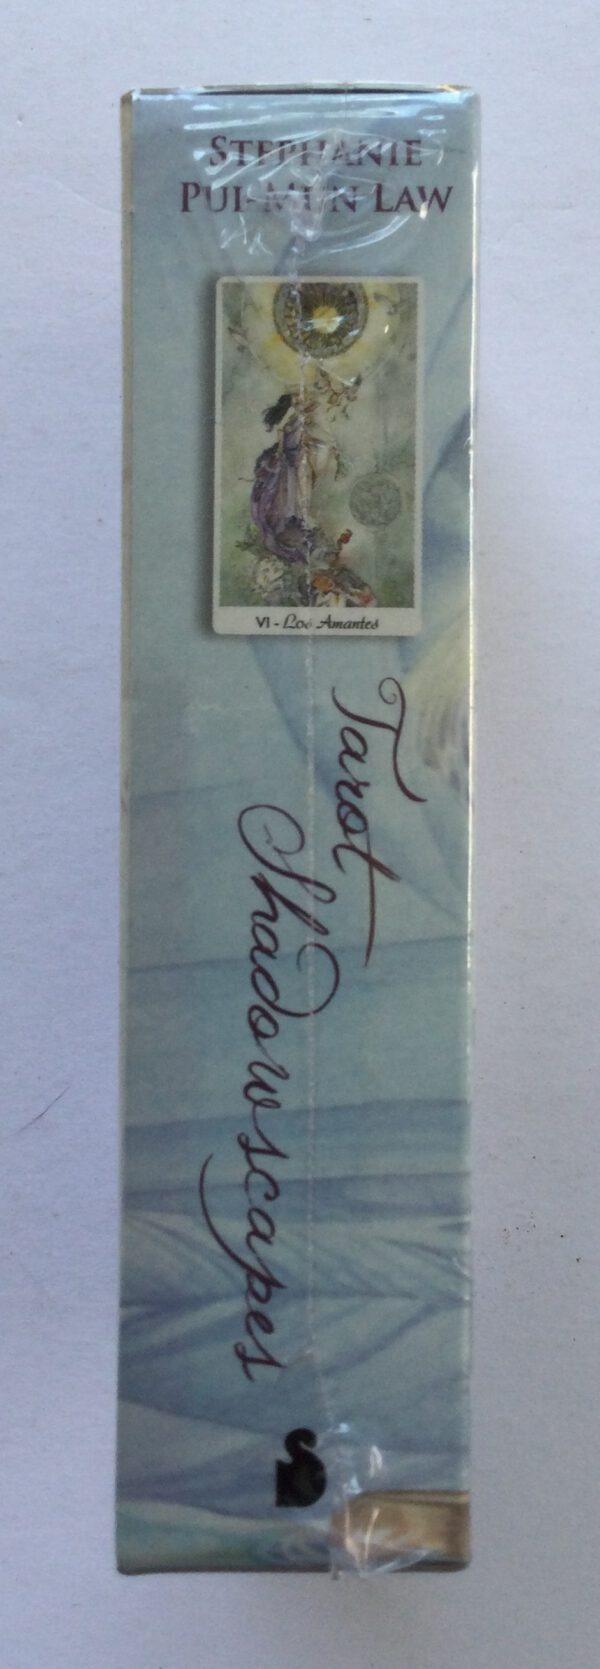 STEPHANIE
PUI-MUN LAW
VI - Los Amantes
Tarot
Shadowscapes